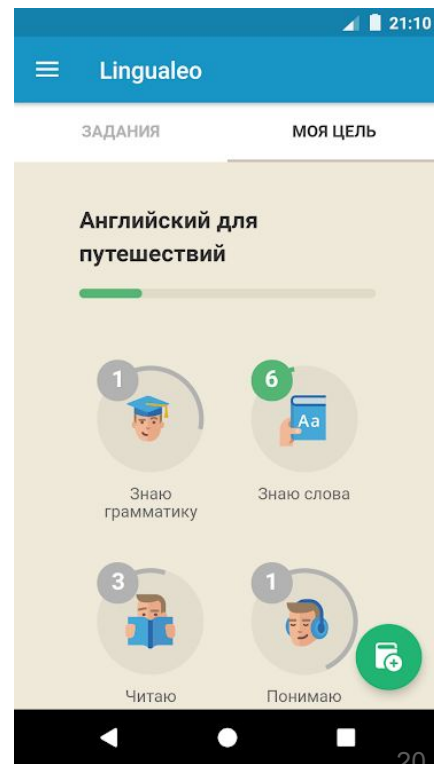 21:10
Lingualeo
ЗАДАНИЯ МОЯ ЦЕЛЬ
Английский для
путешествий
1 6
Aa
Знаю
грамматику
Знаю слова
3 1
Читаю Понимаю
20